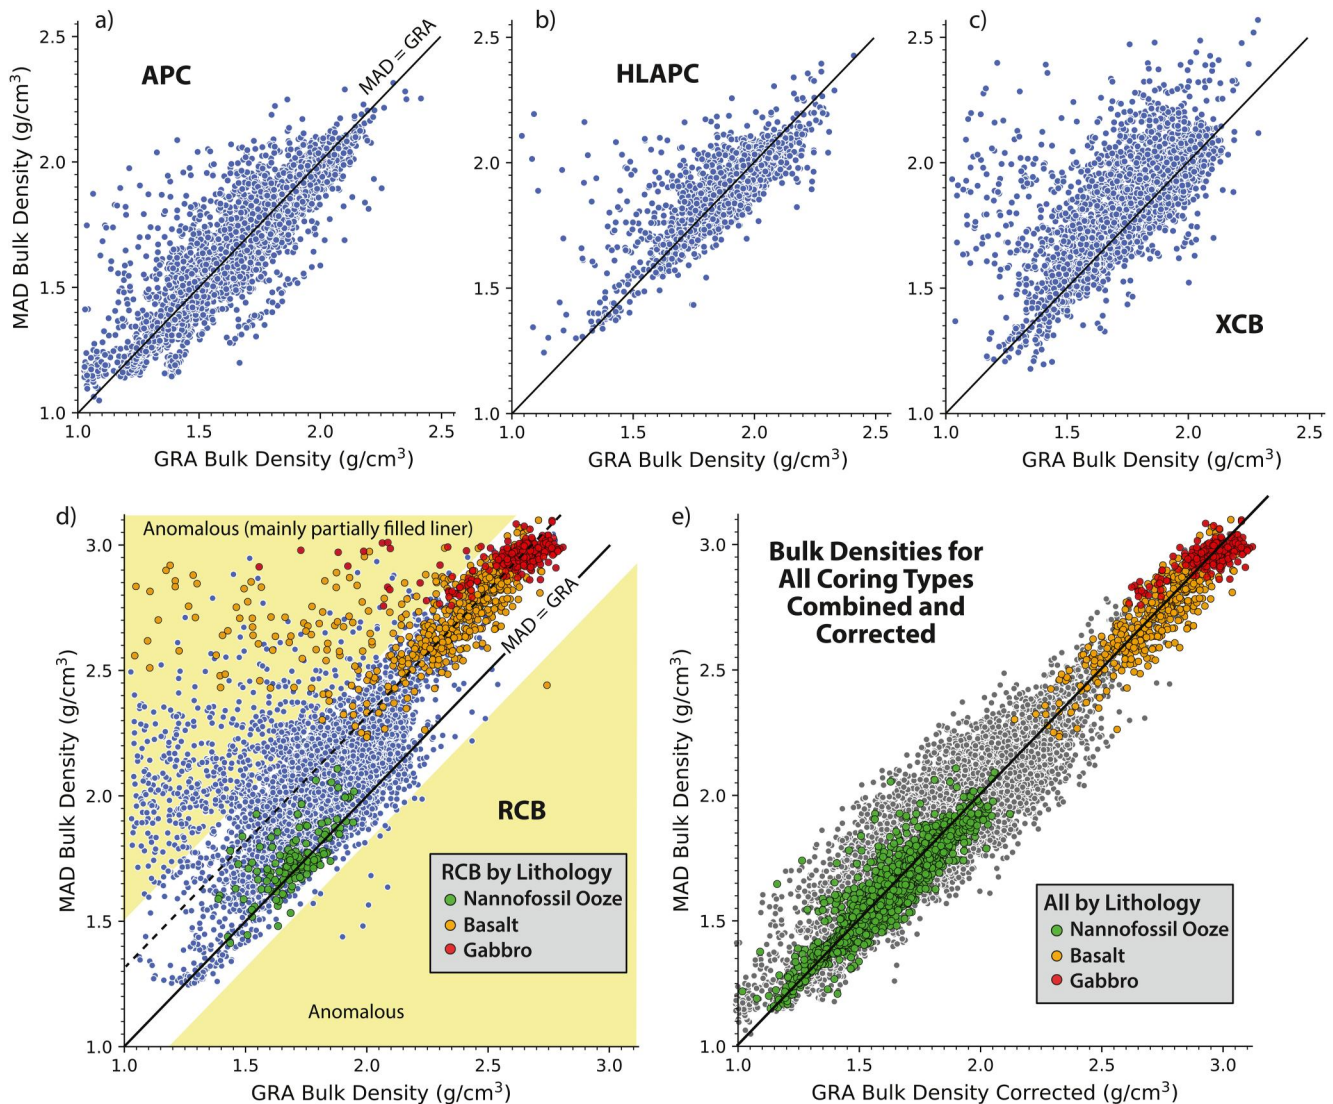 a)
APC
MAD = GRA
MAD Bulk Density (g/cm³)
2.5
2.0
1.5
1.0
1.0 1.5 2.0 2.5
GRA Bulk Density (g/cm³)
b)
HLAPC
2.5
2.0
1.5
1.0
1.0 1.5 2.0 2.5
GRA Bulk Density (g/cm³)
c)
XCB
2.5
2.0
1.5
1.0
1.0 1.5 2.0 2.5
GRA Bulk Density (g/cm³)
d)
Anomalous (mainly partially filled liner)
MAD = GRA
RCB
RCB by Lithology
Nannofossil Ooze
Basalt
Gabbro
Anomalous
MAD Bulk Density (g/cm³)
3.0
2.5
2.0
1.5
1.0
1.0 1.5 2.0 2.5 3.0
GRA Bulk Density (g/cm³)
e)
Bulk Densities for
All Coring Types
Combined and
Corrected
All by Lithology
Nannofossil Ooze
Basalt
Gabbro
MAD Bulk Density (g/cm³)
3.0
2.5
2.0
1.5
1.0
1.0 1.5 2.0 2.5 3.0
GRA Bulk Density Corrected (g/cm³)